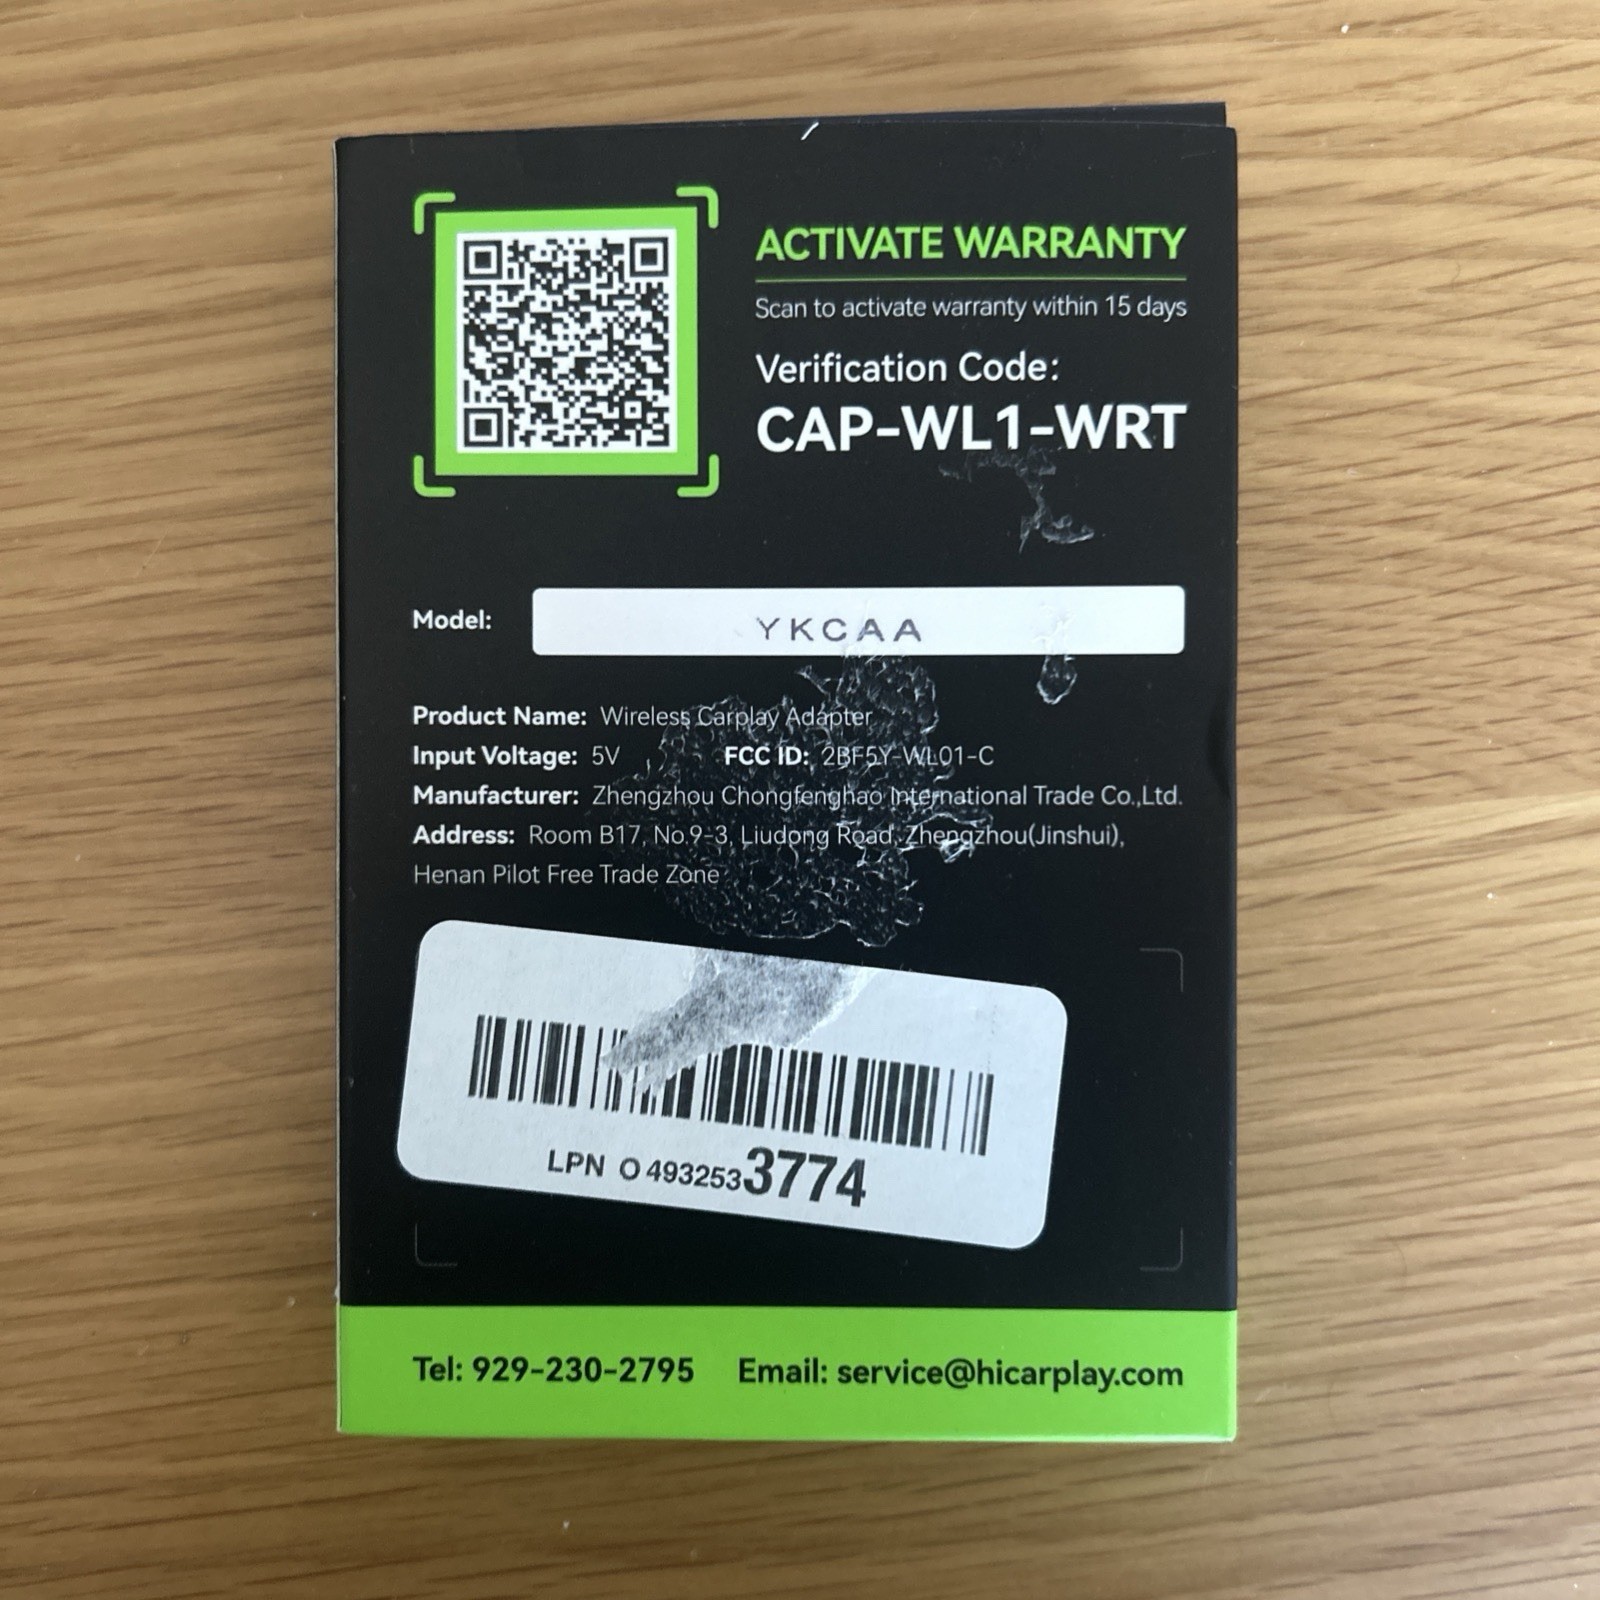 ACTIVATE WARRANTY
Scan to activate warranty within 15 days
Verification Code:
CAP-WL1-WRT
Model: YKCAA
Product Name: Wireless Carplay Adapter
Input Voltage: 5V FCC ID: 2BF5Y-WL01-C
Manufacturer: Zhengzhou Chongfenghao International Trade Co.,Ltd.
Address: Room B17, No.9-3, Liudong Road, Zhengzhou(Jinshui),
Henan Pilot Free Trade Zone
LPN O 4932533774
Tel: 929-230-2795 Email: service@hicarplay.com